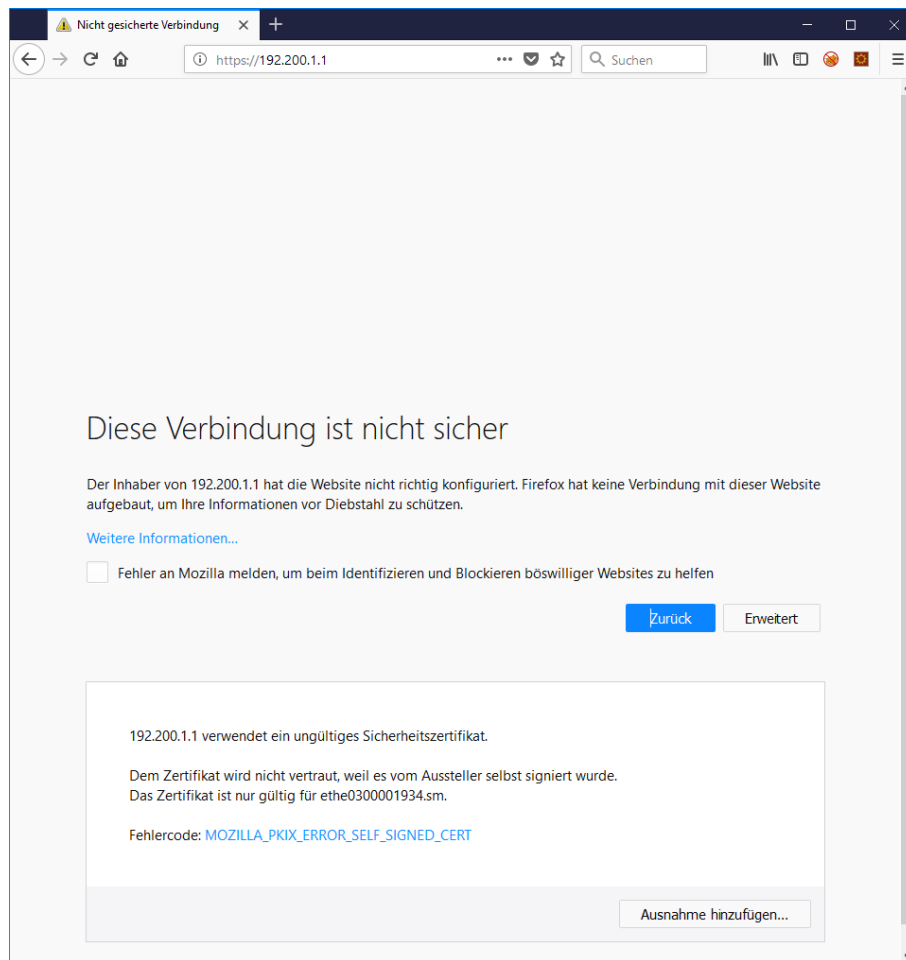 Nicht gesicherte Verbindung
https://192.200.1.1
Suchen
Diese Verbindung ist nicht sicher
Der Inhaber von 192.200.1.1 hat die Website nicht richtig konfiguriert. Firefox hat keine Verbindung mit dieser Website
aufgebaut, um Ihre Informationen vor Diebstahl zu schützen.
Weitere Informationen...
Fehler an Mozilla melden, um beim Identifizieren und Blockieren böswilliger Websites zu helfen
Zurück
Erweitert
192.200.1.1 verwendet ein ungültiges Sicherheitszertifikat.
Dem Zertifikat wird nicht vertraut, weil es vom Aussteller selbst signiert wurde.
Das Zertifikat ist nur gültig für ethe0300001934.sm.
Fehlercode: MOZILLA_PKIX_ERROR_SELF_SIGNED_CERT
Ausnahme hinzufügen...